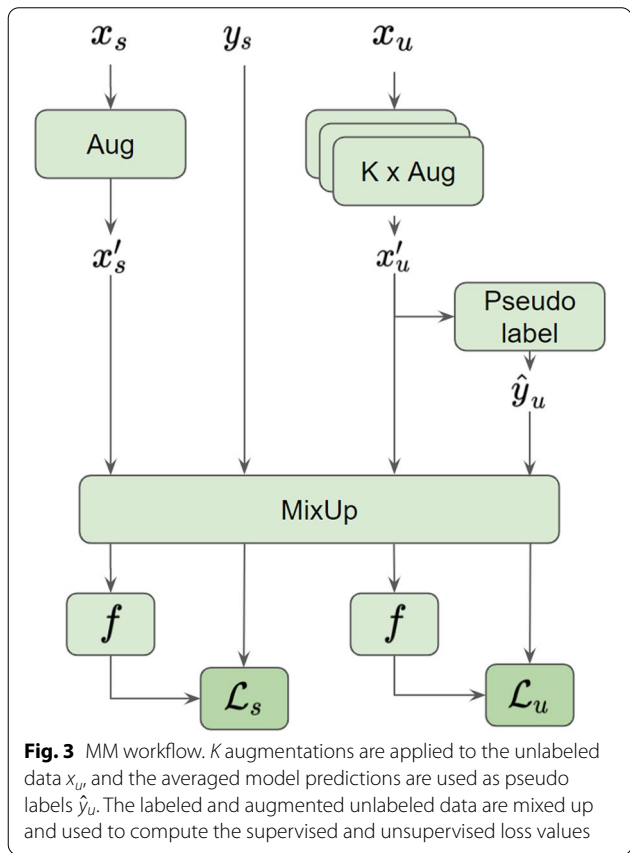 x_s y_s x_u
Aug K x Aug
x'_s x'_u
Pseudo
label
ŷ_u
MixUp
f f
ℒ_s ℒ_u
Fig. 3 MM workflow. K augmentations are applied to the unlabeled
data x_u, and the averaged model predictions are used as pseudo
labels ŷ_u. The labeled and augmented unlabeled data are mixed up
and used to compute the supervised and unsupervised loss values